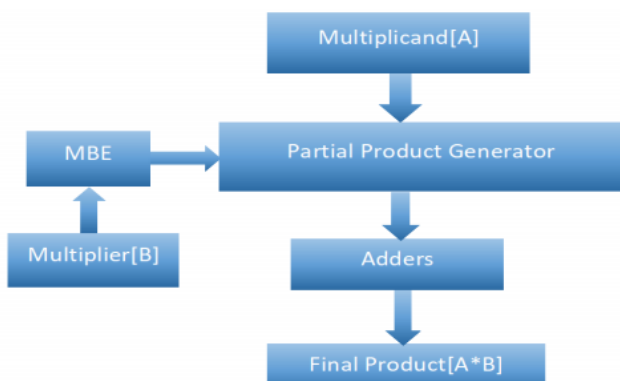 Multiplicand[A]
MBE
Partial Product Generator
Multiplier[B]
Adders
Final Product[A*B]